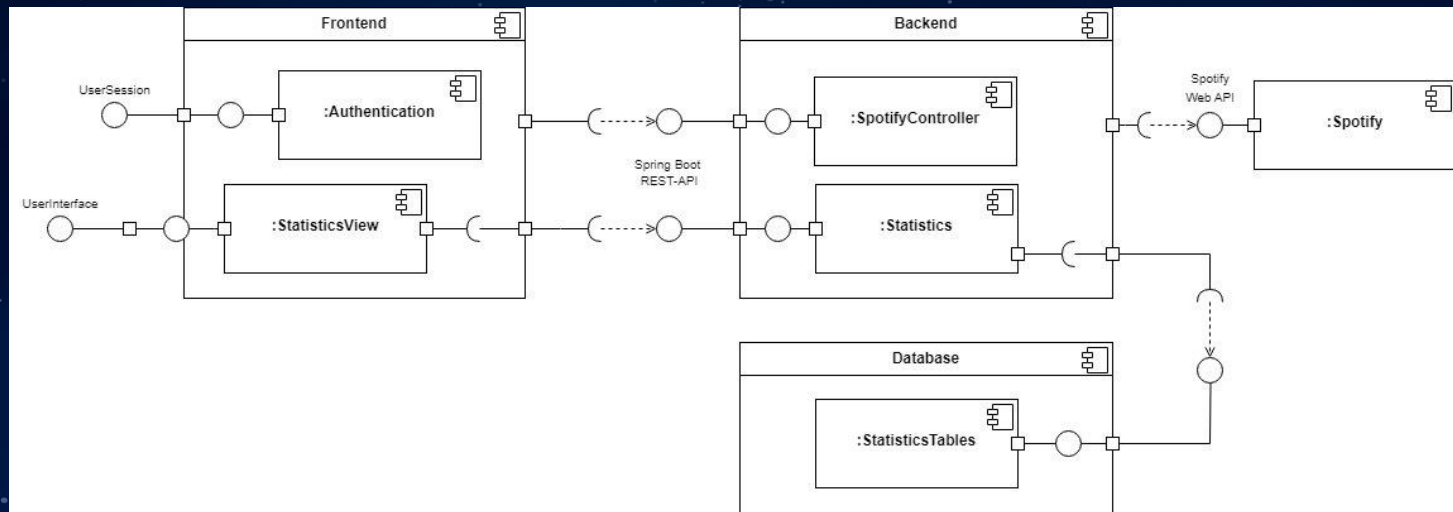 Frontend
Backend
UserSession
:Authentication
:SpotifyController
Spotify
Web API
:Spotify
Spring Boot
REST-API
UserInterface
:StatisticsView
:Statistics
Database
:StatisticsTables